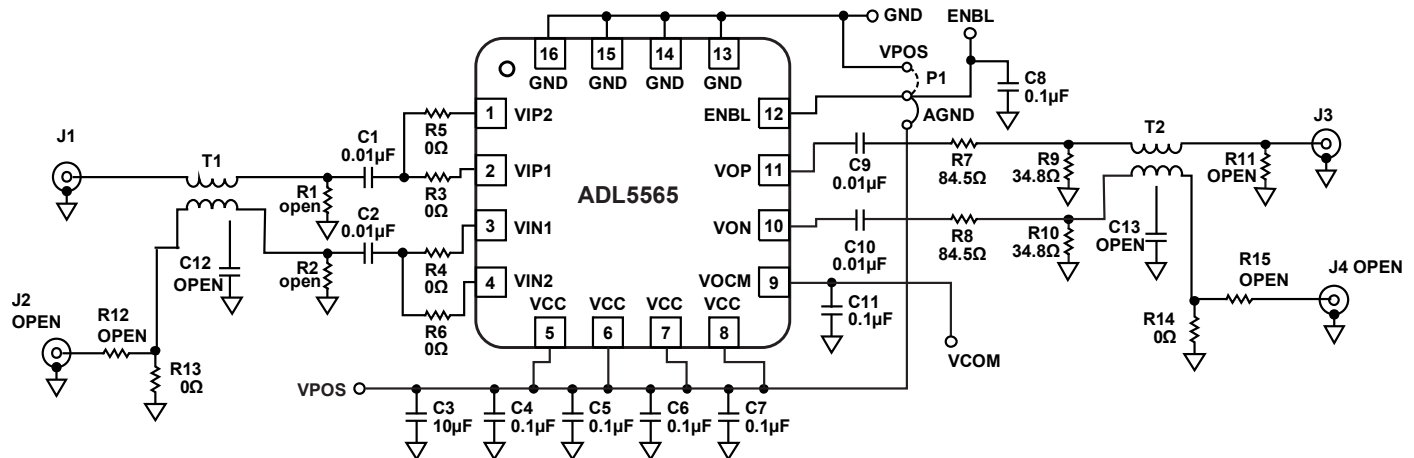 GND
ENBL
16
15
14
13
GND
GND
GND
GND
VPOS
P1
AGND
C8
0.1µF
1
VIP2
ENBL
12
R5
0Ω
C1
0.01µF
J1
T1
R1
open
2
VIP1
R3
0Ω
ADL5565
VOP
11
C9
0.01µF
R7
84.5Ω
R9
34.8Ω
T2
R11
OPEN
J3
C2
0.01µF
3
VIN1
R4
0Ω
VON
10
C10
0.01µF
R8
84.5Ω
R10
34.8Ω
C13
OPEN
C12
OPEN
R2
open
4
VIN2
R6
0Ω
VOCM
9
C11
0.1µF
VCOM
R15
OPEN
J4 OPEN
R14
0Ω
J2
OPEN
R12
OPEN
R13
0Ω
VCC
VCC
VCC
VCC
5
6
7
8
VPOS
C3
10µF
C4
0.1µF
C5
0.1µF
C6
0.1µF
C7
0.1µF